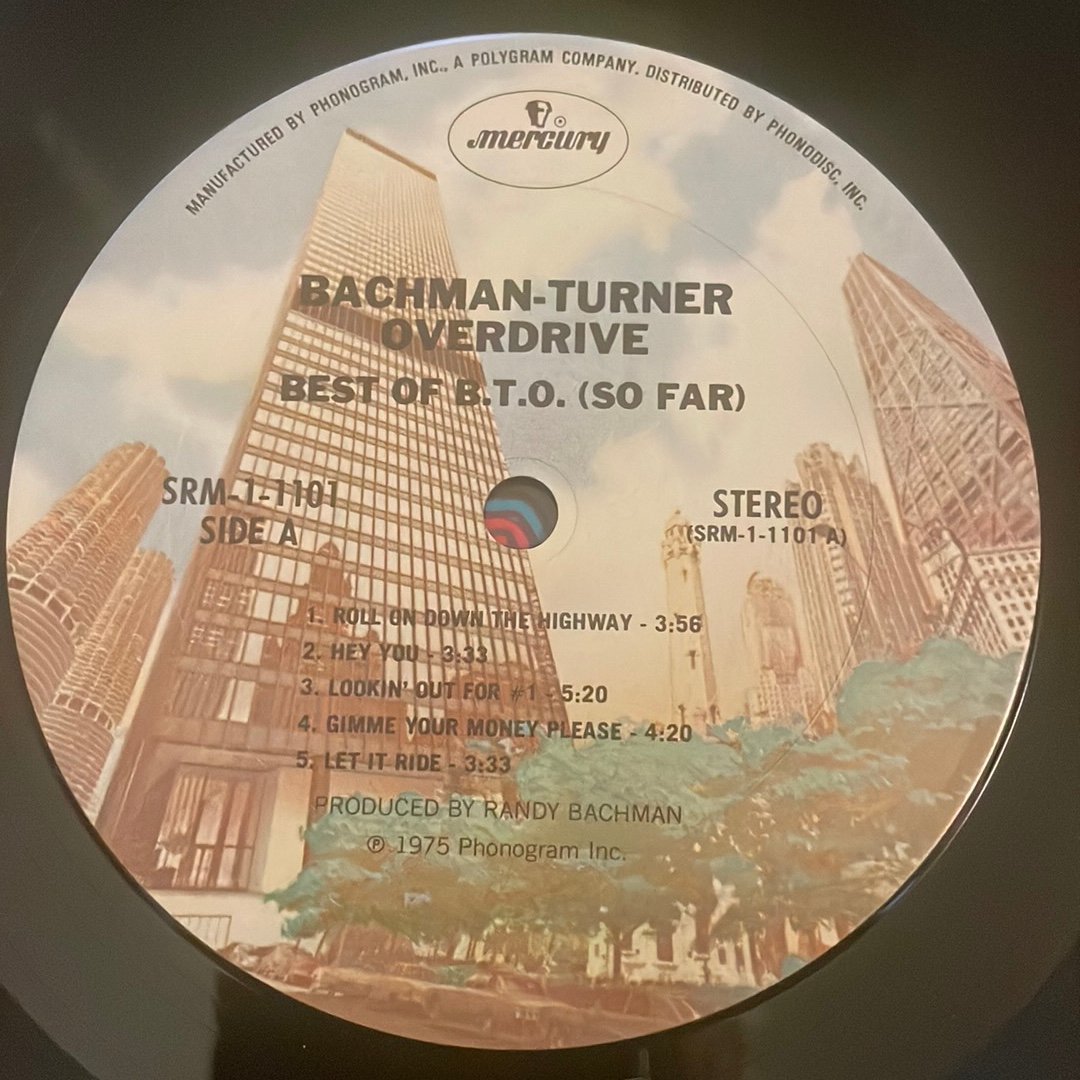 MANUFACTURED BY PHONOGRAM, INC., A POLYGRAM COMPANY. DISTRIBUTED BY PHONODISC, INC.
mercury
BACHMAN-TURNER
OVERDRIVE
BEST OF B.T.O. (SO FAR)
SRM-1-1101
SIDE A
STEREO
(SRM-1-1101 A)
1. ROLL ON DOWN THE HIGHWAY - 3:56
2. HEY YOU - 3:33
3. LOOKIN' OUT FOR #1 - 5:20
4. GIMME YOUR MONEY PLEASE - 4:20
5. LET IT RIDE - 3:33
PRODUCED BY RANDY BACHMAN
℗ 1975 Phonogram Inc.